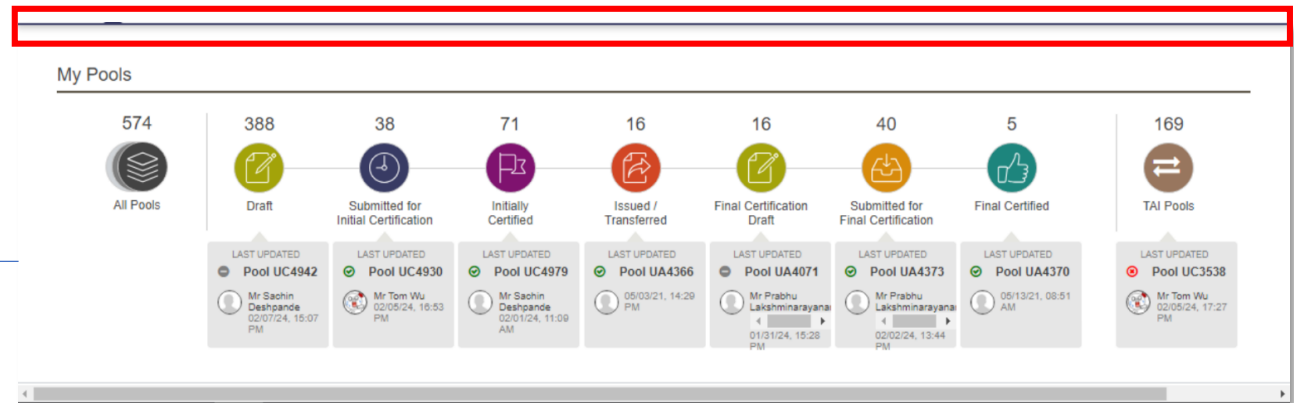 My Pools
574
All Pools
388
Draft
38
Submitted for
Initial Certification
71
Initially
Certified
16
Issued /
Transferred
16
Final Certification
Draft
40
Submitted for
Final Certification
5
Final Certified
169
TAI Pools
LAST UPDATED
Pool UC4942
Mr Sachin
Deshpande
02/07/24, 15:07
PM
LAST UPDATED
Pool UC4930
Mr Tom Wu
02/05/24, 16:53
PM
LAST UPDATED
Pool UC4979
Mr Sachin
Deshpande
02/01/24, 11:09
AM
LAST UPDATED
Pool UA4366
05/03/21, 14:29
PM
LAST UPDATED
Pool UA4071
Mr Prabhu
Lakshminarayana
01/31/24, 15:28
PM
LAST UPDATED
Pool UA4373
Mr Prabhu
Lakshminarayana
02/02/24, 13:44
PM
LAST UPDATED
Pool UA4370
05/13/21, 08:51
AM
LAST UPDATED
Pool UC3538
Mr Tom Wu
02/05/24, 17:27
PM